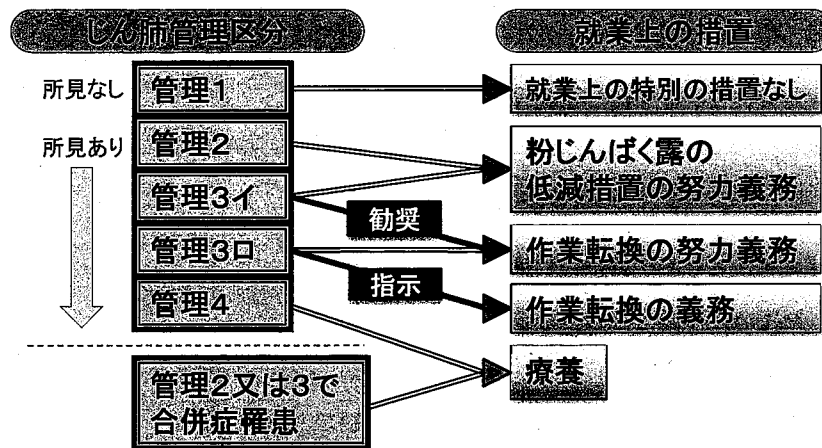 じん肺管理区分
就業上の措置
所見なし
管理1
就業上の特別の措置なし
所見あり
管理2
粉じんばく露の
低減措置の努力義務
管理3イ
勧奨
管理3ロ
作業転換の努力義務
指示
管理4
作業転換の義務
療養
管理2又は3で
合併症罹患